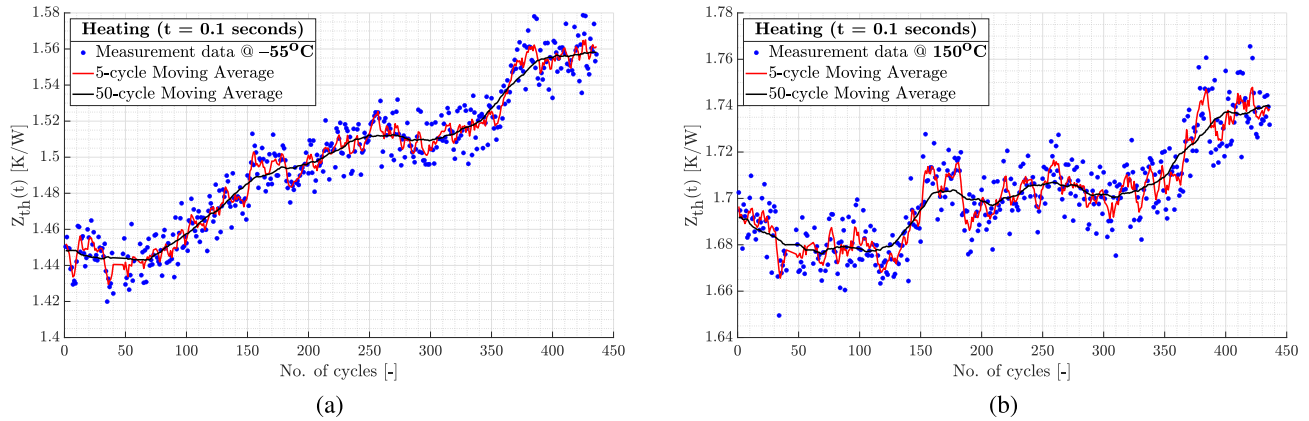 Heating (t = 0.1 seconds)
Measurement data @ –55°C
5-cycle Moving Average
50-cycle Moving Average
Z_th(t) [K/W]
1.58
1.56
1.54
1.52
1.5
1.48
1.46
1.44
1.42
1.4
0 50 100 150 200 250 300 350 400 450
No. of cycles [-]
(a)
Heating (t = 0.1 seconds)
Measurement data @ 150°C
5-cycle Moving Average
50-cycle Moving Average
Z_th(t) [K/W]
1.78
1.76
1.74
1.72
1.7
1.68
1.66
1.64
0 50 100 150 200 250 300 350 400 450
No. of cycles [-]
(b)